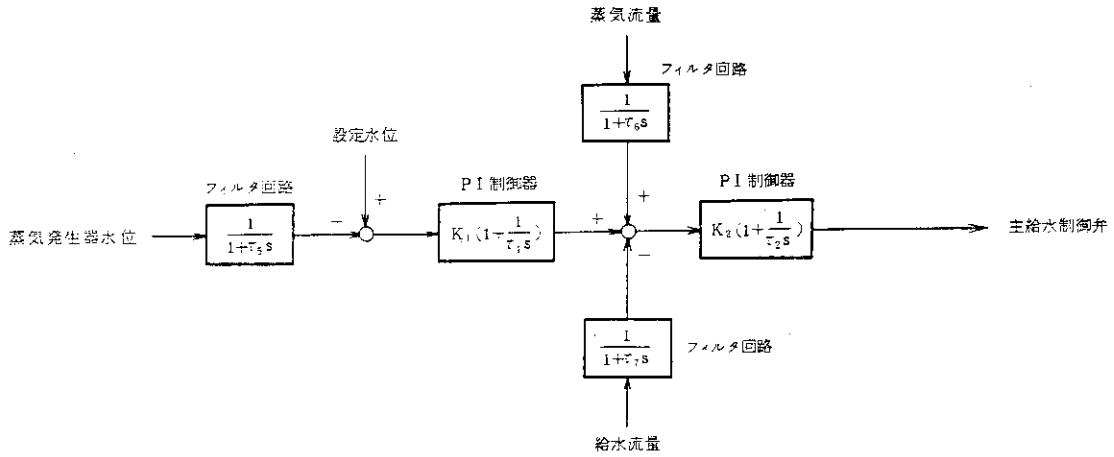 蒸気流量
フィルタ回路
1
1+τ₆s
設定水位
フィルタ回路
PI制御器
PI制御器
+
+
蒸気発生器水位
1
1+τ₅s
−
K₁(1+1/τ₁s)
+
K₂(1+1/τ₂s)
主給水制御弁
−
1
1+τ₇s
フィルタ回路
給水流量